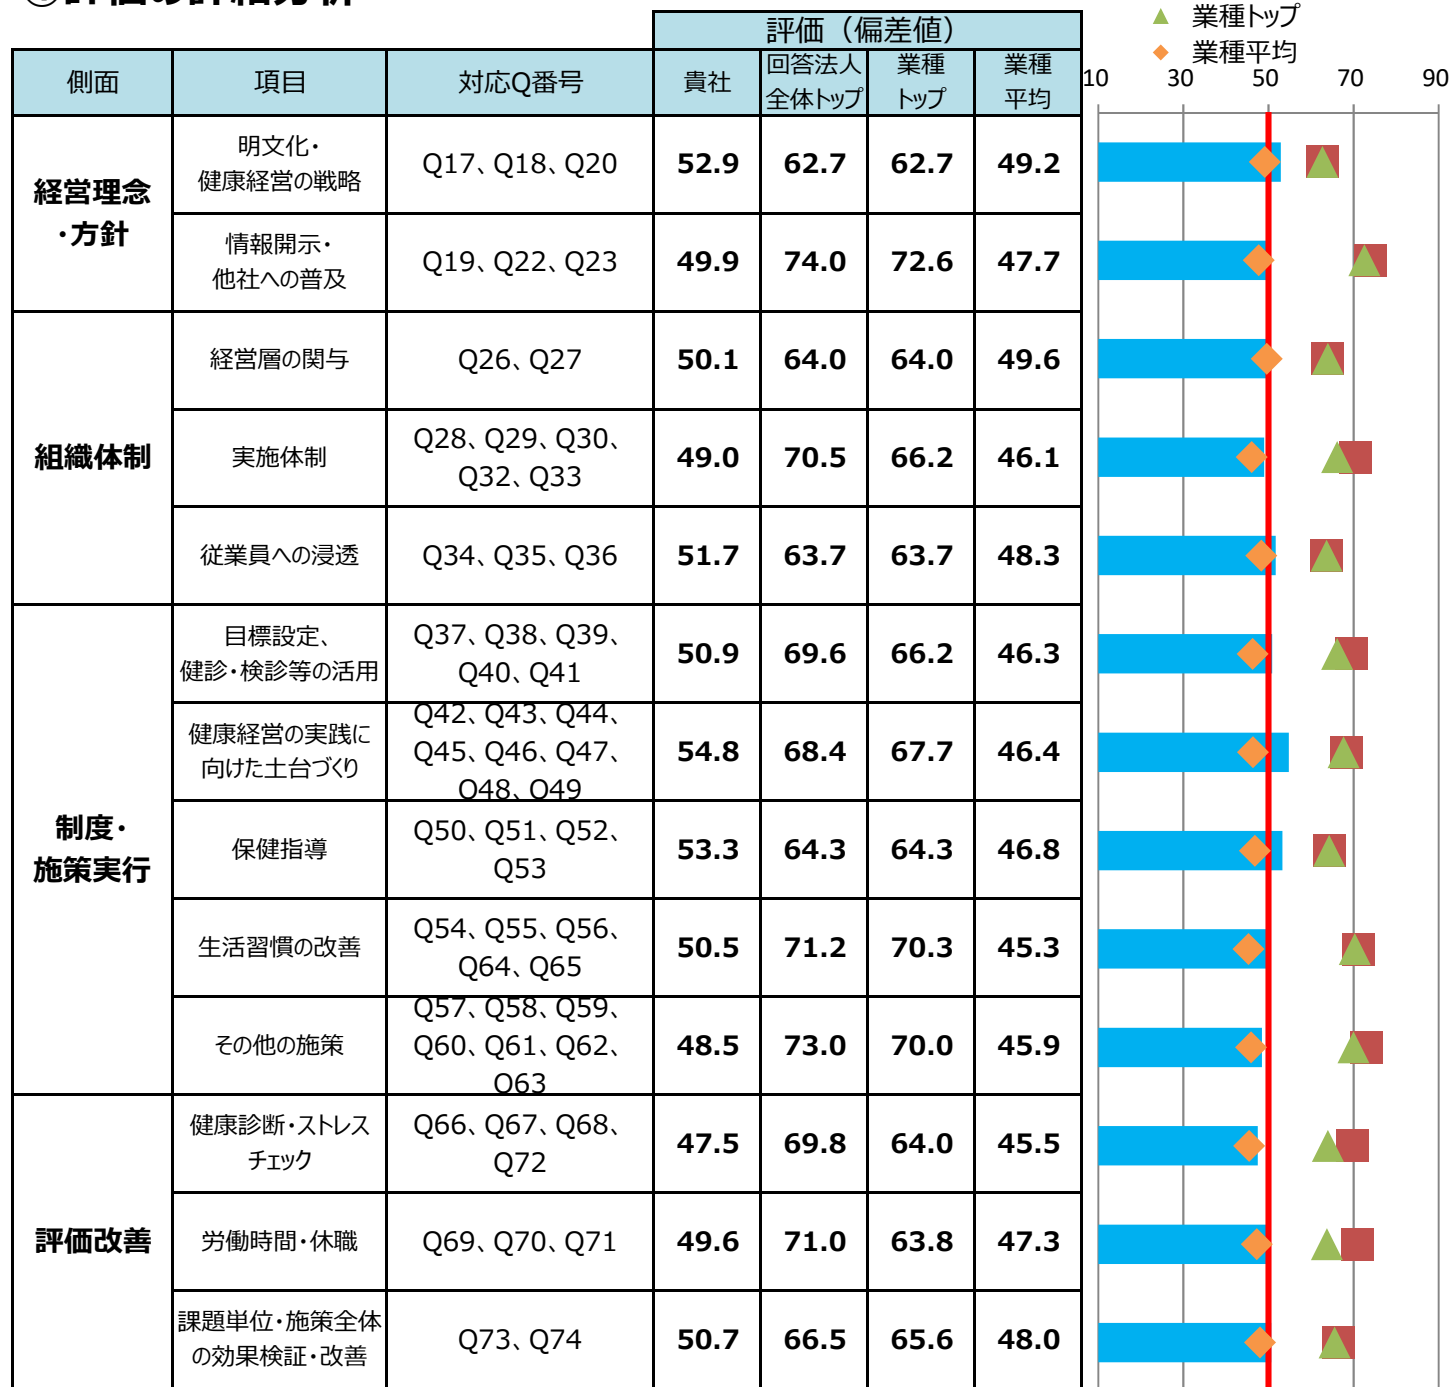 ①評価の詳細分析
評価（偏差値）
▲ 業種トップ
◆ 業種平均
側面 項目 対応Q番号 貴社 回答法人 業種 業種
全体トップ トップ 平均
10 30 50 70 90
経営理念
・方針
明文化・
健康経営の戦略
Q17、Q18、Q20 52.9 62.7 62.7 49.2
情報開示・
他社への普及
Q19、Q22、Q23 49.9 74.0 72.6 47.7
組織体制
経営層の関与 Q26、Q27 50.1 64.0 64.0 49.6
実施体制
Q28、Q29、Q30、
Q32、Q33
49.0 70.5 66.2 46.1
従業員への浸透 Q34、Q35、Q36 51.7 63.7 63.7 48.3
制度・
施策実行
目標設定、
健診・検診等の活用
Q37、Q38、Q39、
Q40、Q41
50.9 69.6 66.2 46.3
健康経営の実践に
向けた土台づくり
Q42、Q43、Q44、
Q45、Q46、Q47、
Q48、Q49
54.8 68.4 67.7 46.4
保健指導
Q50、Q51、Q52、
Q53
53.3 64.3 64.3 46.8
生活習慣の改善
Q54、Q55、Q56、
Q64、Q65
50.5 71.2 70.3 45.3
その他の施策
Q57、Q58、Q59、
Q60、Q61、Q62、
Q63
48.5 73.0 70.0 45.9
評価改善
健康診断・ストレス
チェック
Q66、Q67、Q68、
Q72
47.5 69.8 64.0 45.5
労働時間・休職 Q69、Q70、Q71 49.6 71.0 63.8 47.3
課題単位・施策全体
の効果検証・改善
Q73、Q74 50.7 66.5 65.6 48.0